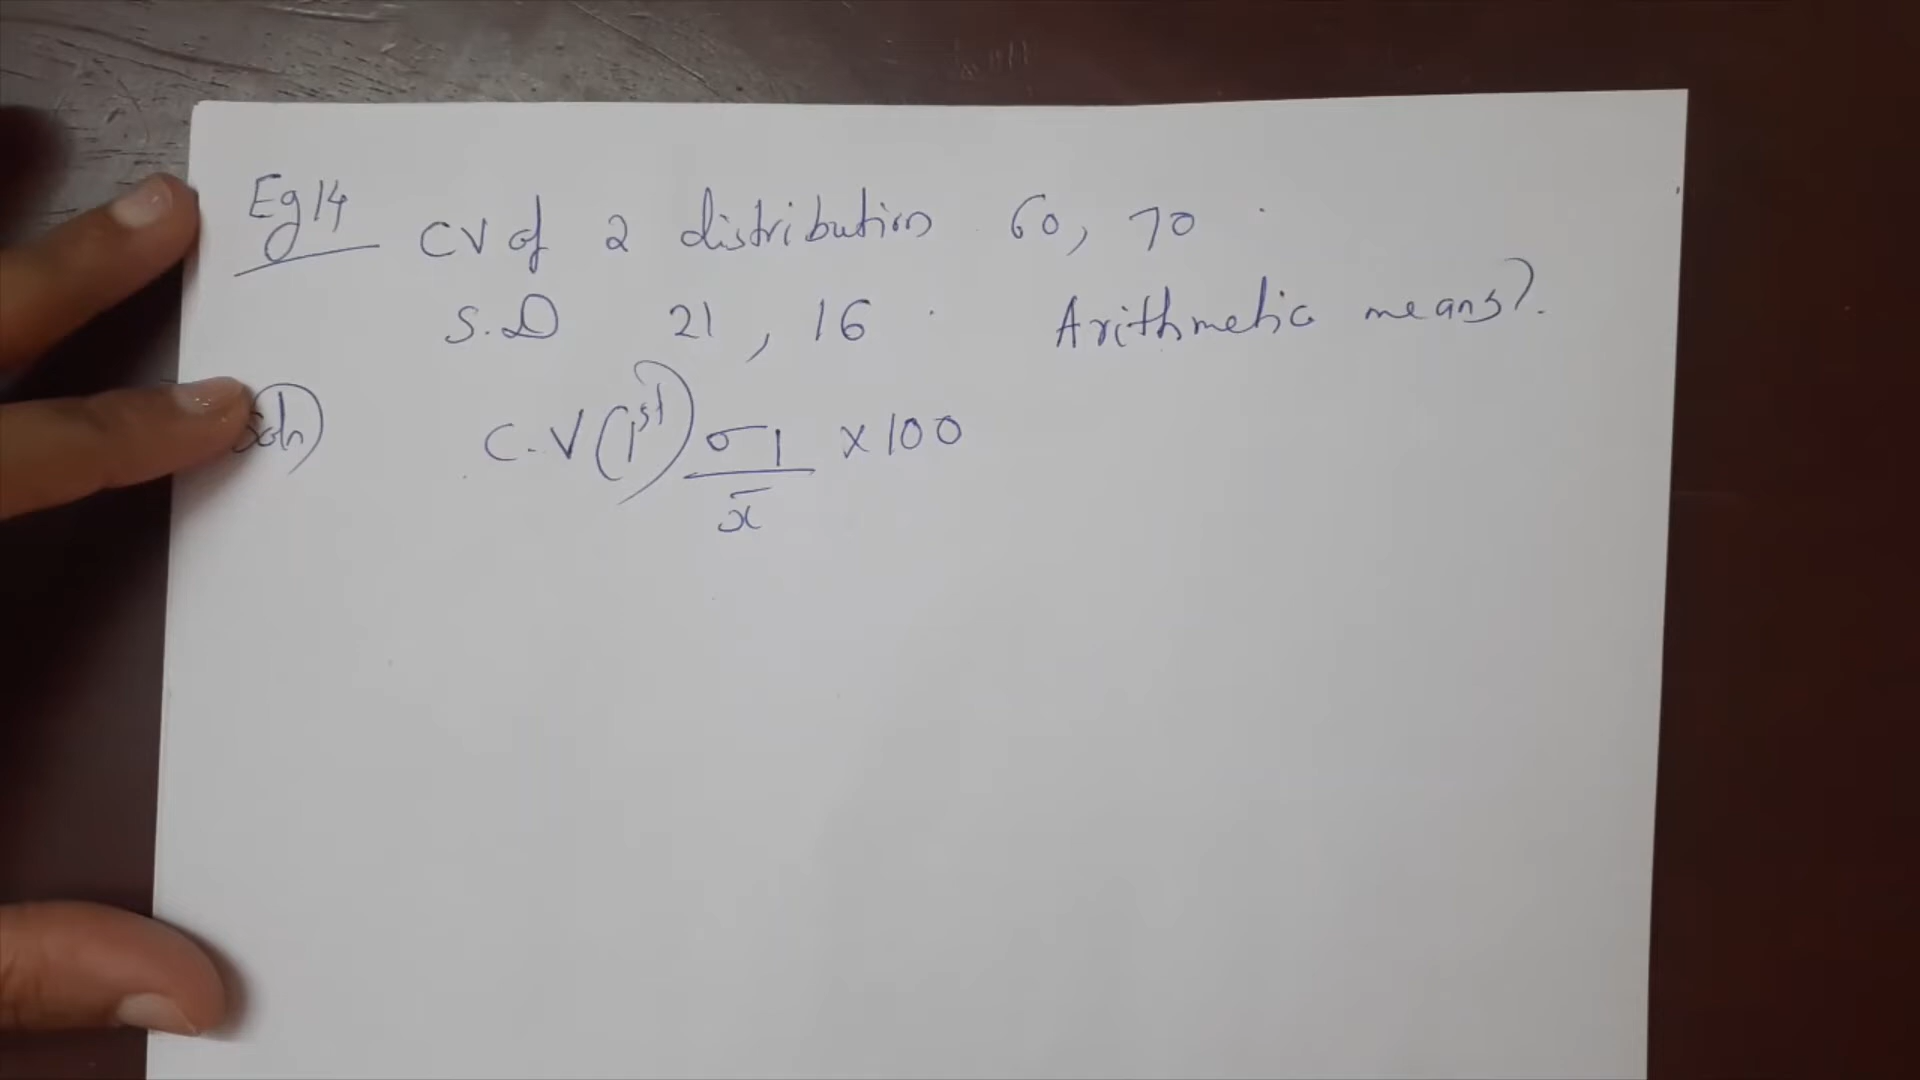 Eg 14 CV of 2 distribution 60, 70.
S.D 21, 16. Arithmetic means?.
Soln) C.V (1st) σ1 / x̄ × 100